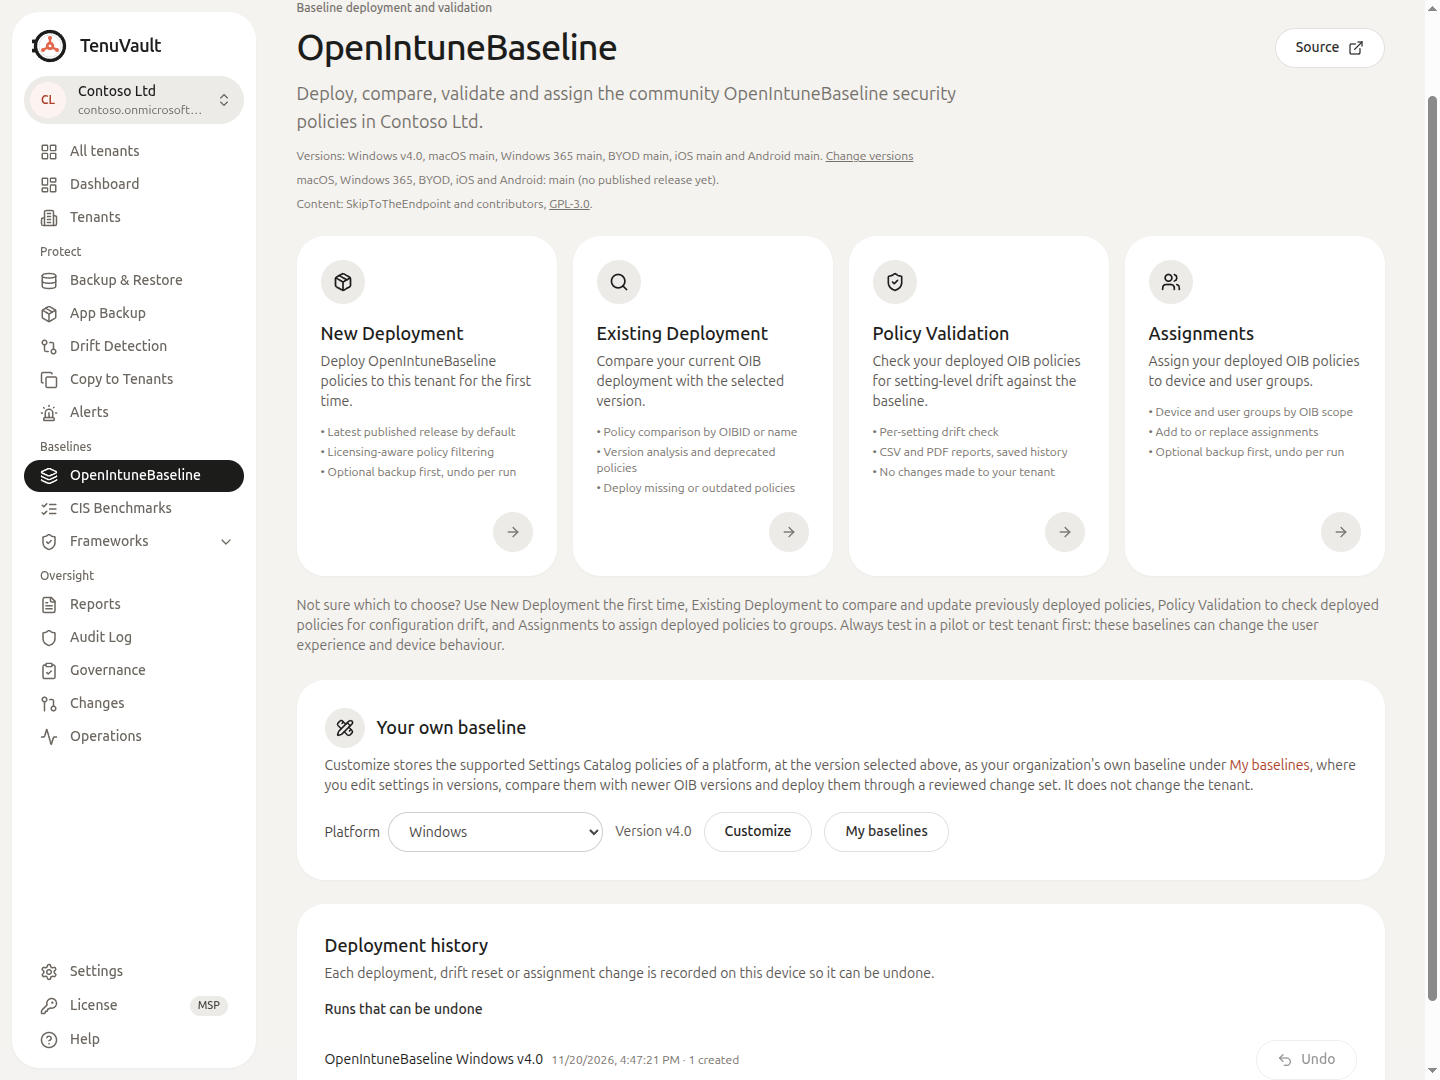 TenuVault
CL
Contoso Ltd
contoso.onmicrosoft...
All tenants
Dashboard
Tenants
Protect
Backup & Restore
App Backup
Drift Detection
Copy to Tenants
Alerts
Baselines
OpenIntuneBaseline
CIS Benchmarks
Frameworks
Oversight
Reports
Audit Log
Governance
Changes
Operations
Settings
License
MSP
Help
Baseline deployment and validation
OpenIntuneBaseline
Source
Deploy, compare, validate and assign the community OpenIntuneBaseline security
policies in Contoso Ltd.
Versions: Windows v4.0, macOS main, Windows 365 main, BYOD main, iOS main and Android main. Change versions
macOS, Windows 365, BYOD, iOS and Android: main (no published release yet).
Content: SkipToTheEndpoint and contributors, GPL-3.0.
New Deployment
Deploy OpenIntuneBaseline
policies to this tenant for the first
time.
• Latest published release by default
• Licensing-aware policy filtering
• Optional backup first, undo per run
Existing Deployment
Compare your current OIB
deployment with the selected
version.
• Policy comparison by OIBID or name
• Version analysis and deprecated
policies
• Deploy missing or outdated policies
Policy Validation
Check your deployed OIB policies
for setting-level drift against the
baseline.
• Per-setting drift check
• CSV and PDF reports, saved history
• No changes made to your tenant
Assignments
Assign your deployed OIB policies
to device and user groups.
• Device and user groups by OIB scope
• Add to or replace assignments
• Optional backup first, undo per run
Not sure which to choose? Use New Deployment the first time, Existing Deployment to compare and update previously deployed policies, Policy Validation to check deployed
policies for configuration drift, and Assignments to assign deployed policies to groups. Always test in a pilot or test tenant first: these baselines can change the user
experience and device behaviour.
Your own baseline
Customize stores the supported Settings Catalog policies of a platform, at the version selected above, as your organization's own baseline under My baselines, where
you edit settings in versions, compare them with newer OIB versions and deploy them through a reviewed change set. It does not change the tenant.
Platform
Windows
Version v4.0
Customize
My baselines
Deployment history
Each deployment, drift reset or assignment change is recorded on this device so it can be undone.
Runs that can be undone
OpenIntuneBaseline Windows v4.0 11/20/2026, 4:47:21 PM · 1 created
Undo